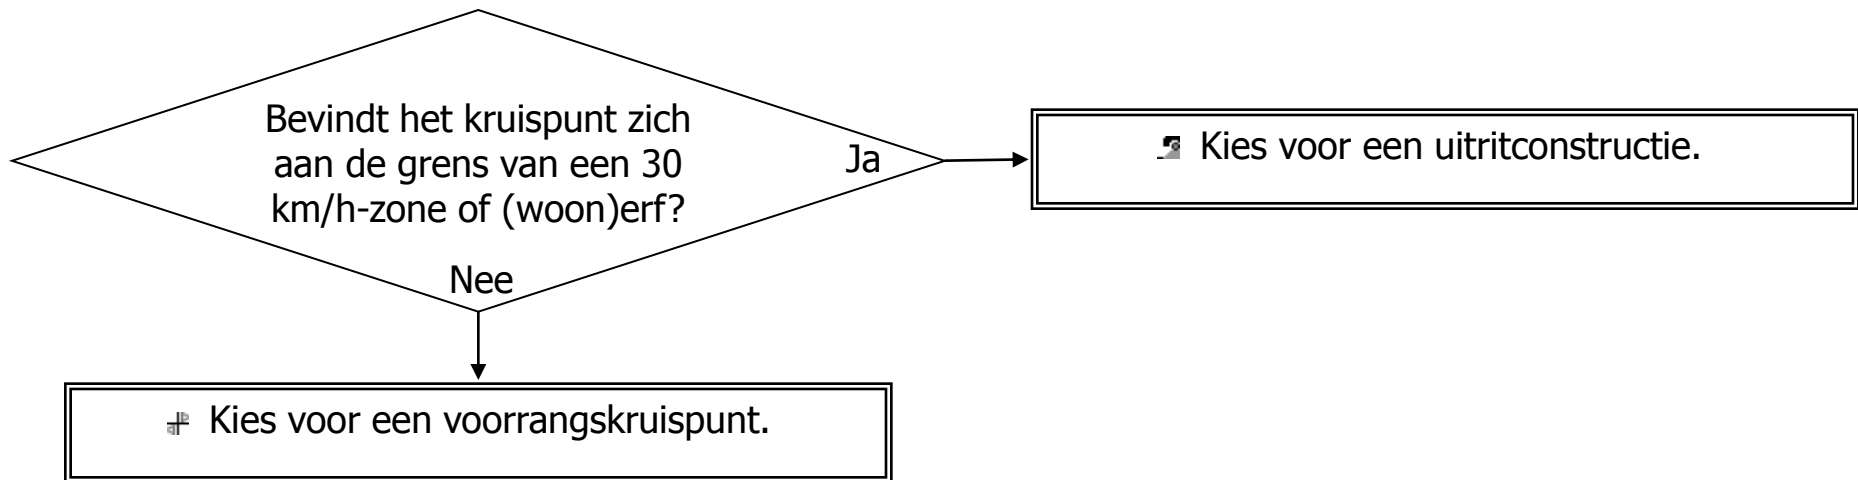 Bevindt het kruispunt zich
aan de grens van een 30
km/h-zone of (woon)erf?
Ja
Kies voor een uitritconstructie.
Nee
Kies voor een voorrangskruispunt.